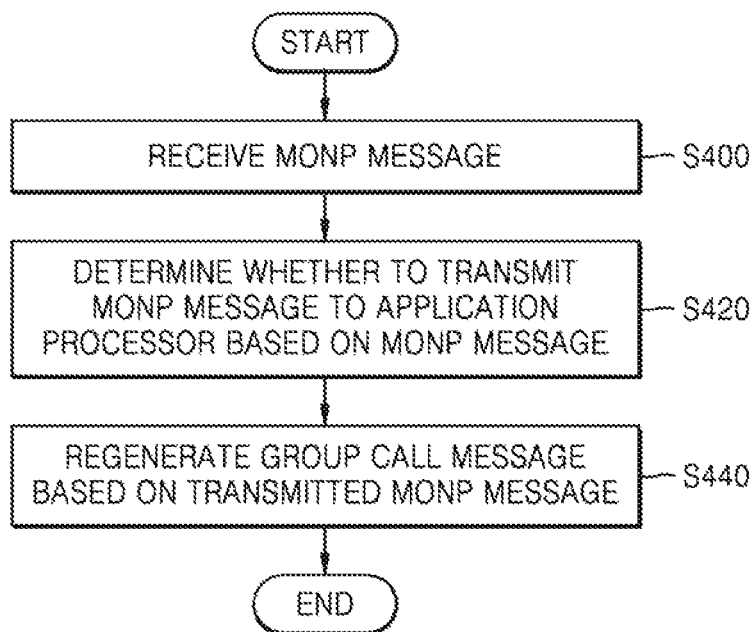 START
RECEIVE MONP MESSAGE
S400
DETERMINE WHETHER TO TRANSMIT
MONP MESSAGE TO APPLICATION
PROCESSOR BASED ON MONP MESSAGE
S420
REGENERATE GROUP CALL MESSAGE
BASED ON TRANSMITTED MONP MESSAGE
S440
END